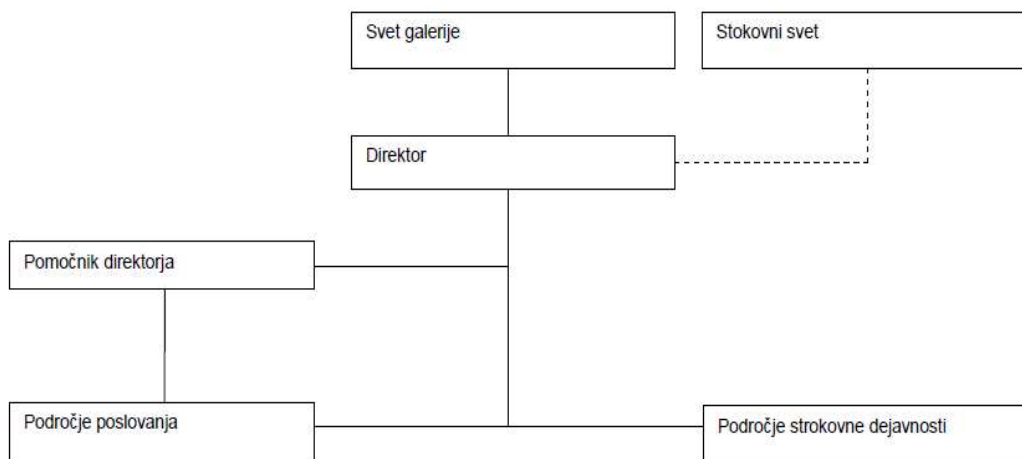 Svet galerije
Stokovni svet
Direktor
Pomočnik direktorja
Področje poslovanja
Področje strokovne dejavnosti